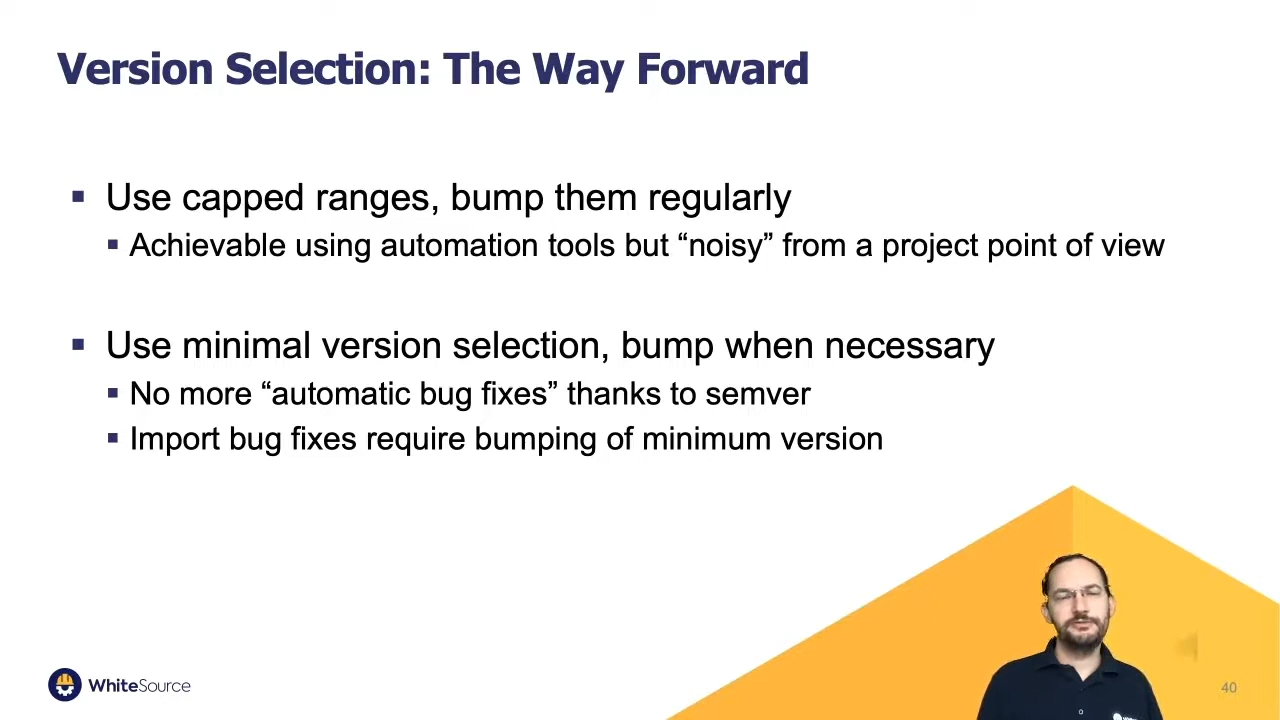 Version Selection: The Way Forward
▪ Use capped ranges, bump them regularly
▪ Achievable using automation tools but “noisy” from a project point of view
▪ Use minimal version selection, bump when necessary
▪ No more “automatic bug fixes” thanks to semver
▪ Import bug fixes require bumping of minimum version
WhiteSource
40